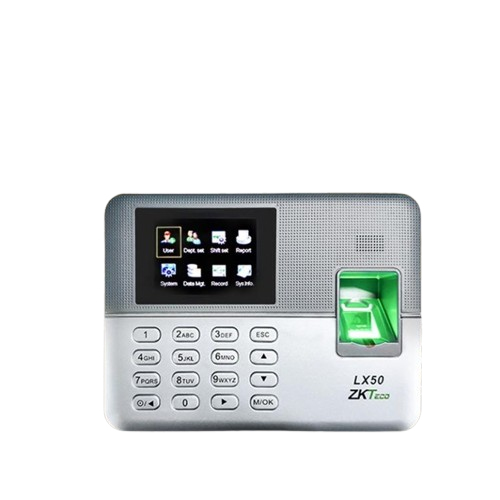 User Dept. set Shift set Report
System Data Mgt. Record Sys.Info.
1 2ABC 3DEF ESC
4GHI 5JKL 6MNO ▲
7PQRS 8TUV 9WXYZ ▼
⊙/◀ 0 ▶ M/OK
LX50
ZKTeco